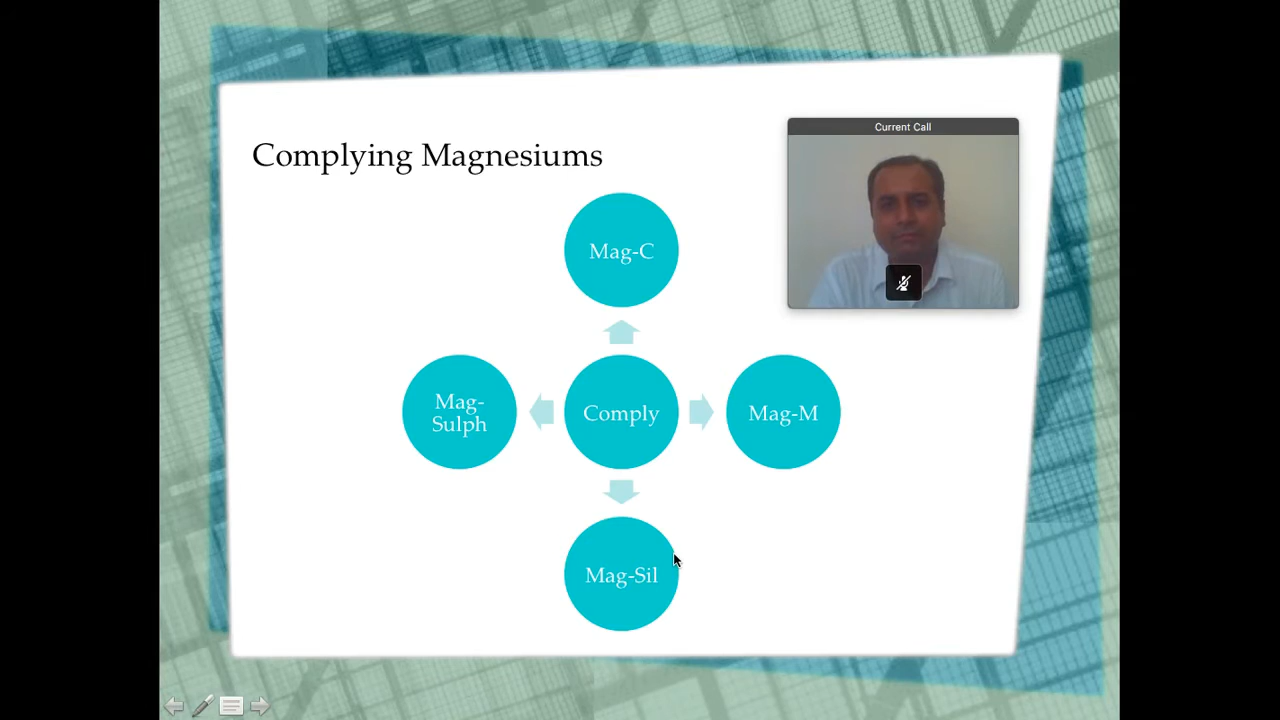 Current Call
Complying Magnesiums
Mag-C
Mag-
Sulph
Comply
Mag-M
Mag-Sil